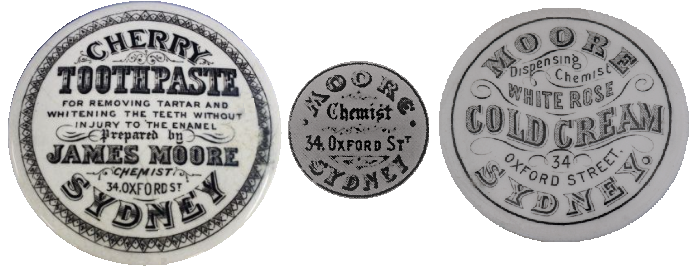 CHERRY
TOOTHPASTE
FOR REMOVING TARTAR AND
WHITENING THE TEETH WITHOUT
INJURY TO THE ENAMEL
Prepared by
JAMES MOORE
CHEMIST
34, OXFORD ST
SYDNEY
MOORE
Chemist
34, OXFORD ST
SYDNEY
MOORE
Dispensing
Chemist
WHITE ROSE
COLD CREAM
34
OXFORD STREET.
SYDNEY.